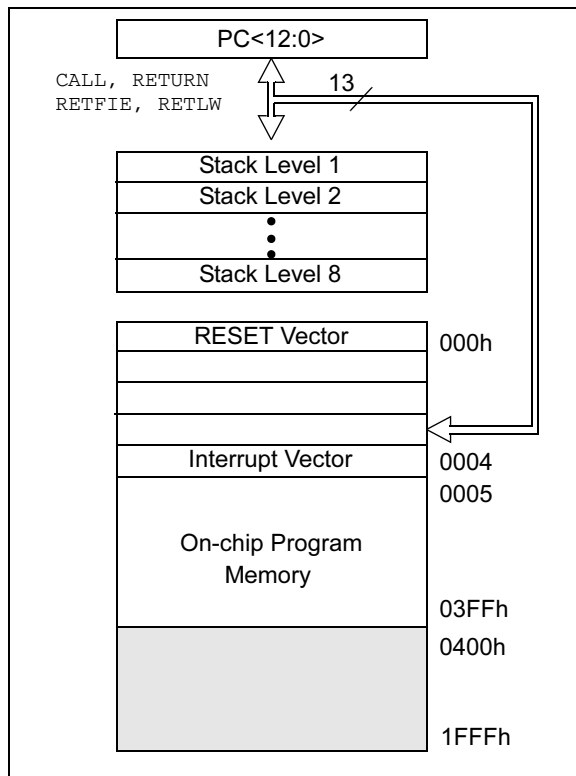 PC<12:0>
CALL, RETURN
RETFIE, RETLW
13
Stack Level 1
Stack Level 2
Stack Level 8
RESET Vector
000h
Interrupt Vector
0004
0005
On-chip Program
Memory
03FFh
0400h
1FFFh